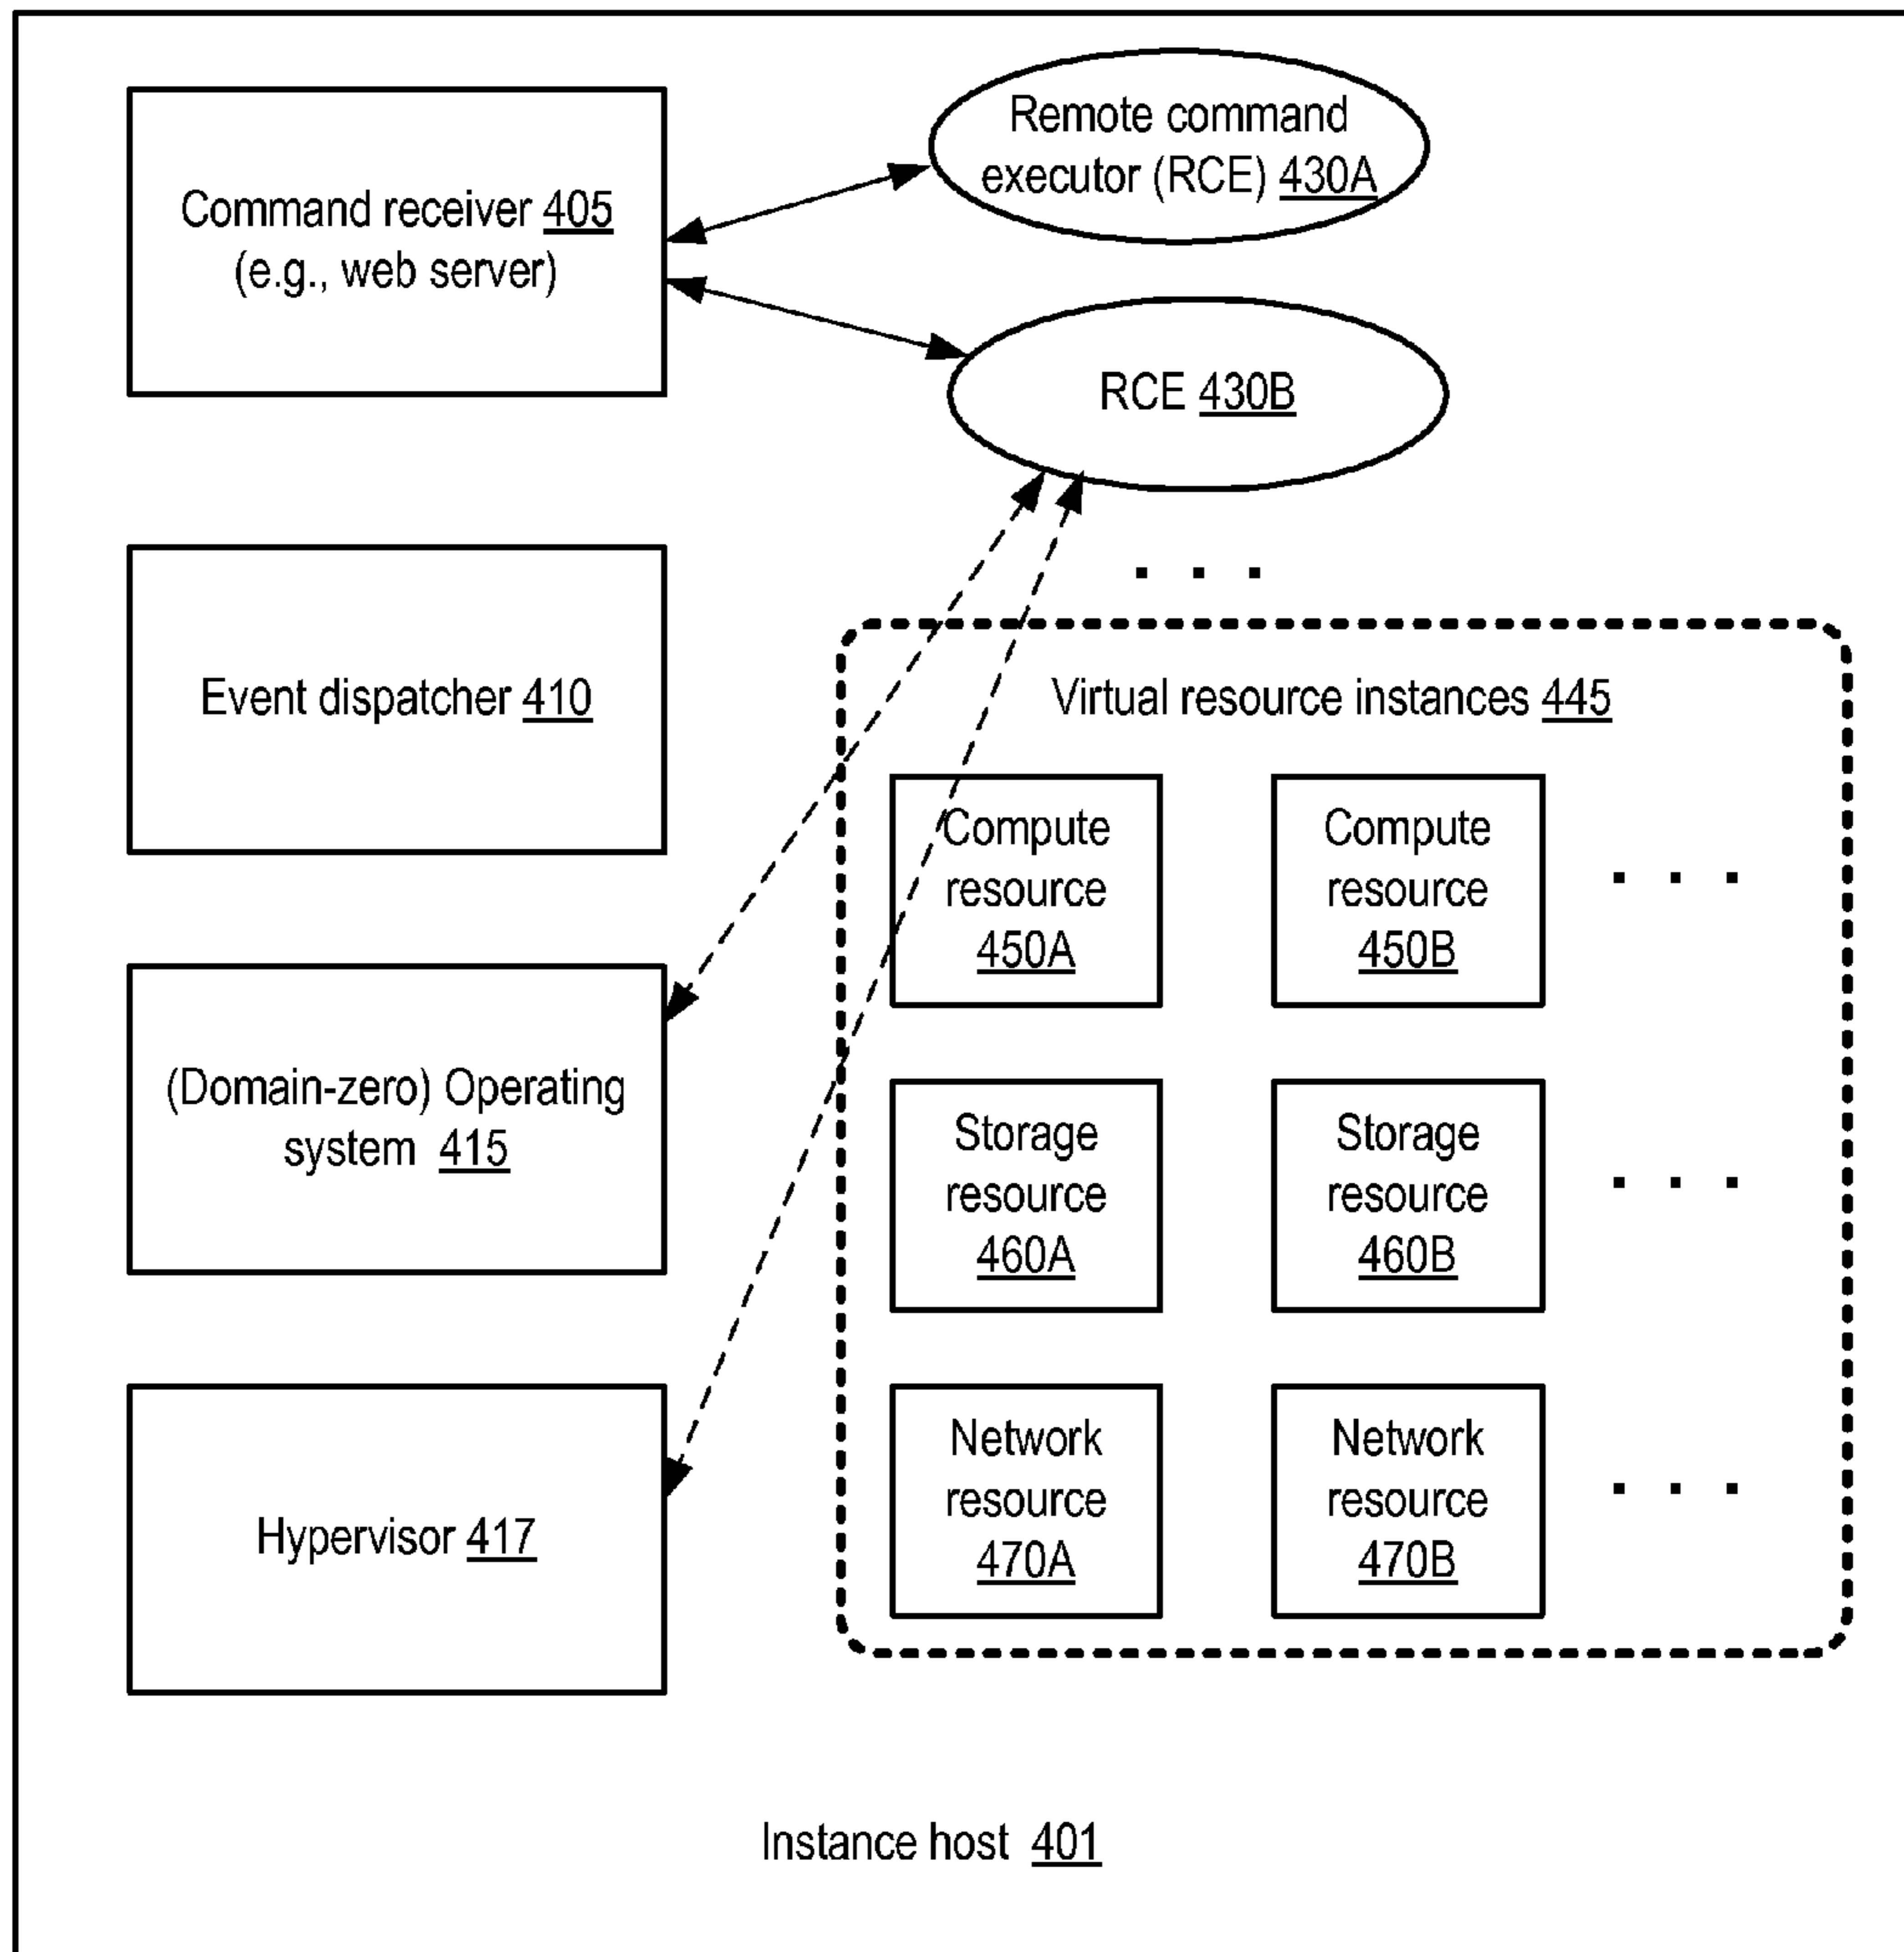 Command receiver 405
(e.g., web server)
Remote command
executor (RCE) 430A
RCE 430B
. . .
Event dispatcher 410
(Domain-zero) Operating
system 415
Hypervisor 417
Virtual resource instances 445
Compute
resource
450A
Compute
resource
450B
. . .
Storage
resource
460A
Storage
resource
460B
. . .
Network
resource
470A
Network
resource
470B
. . .
Instance host 401